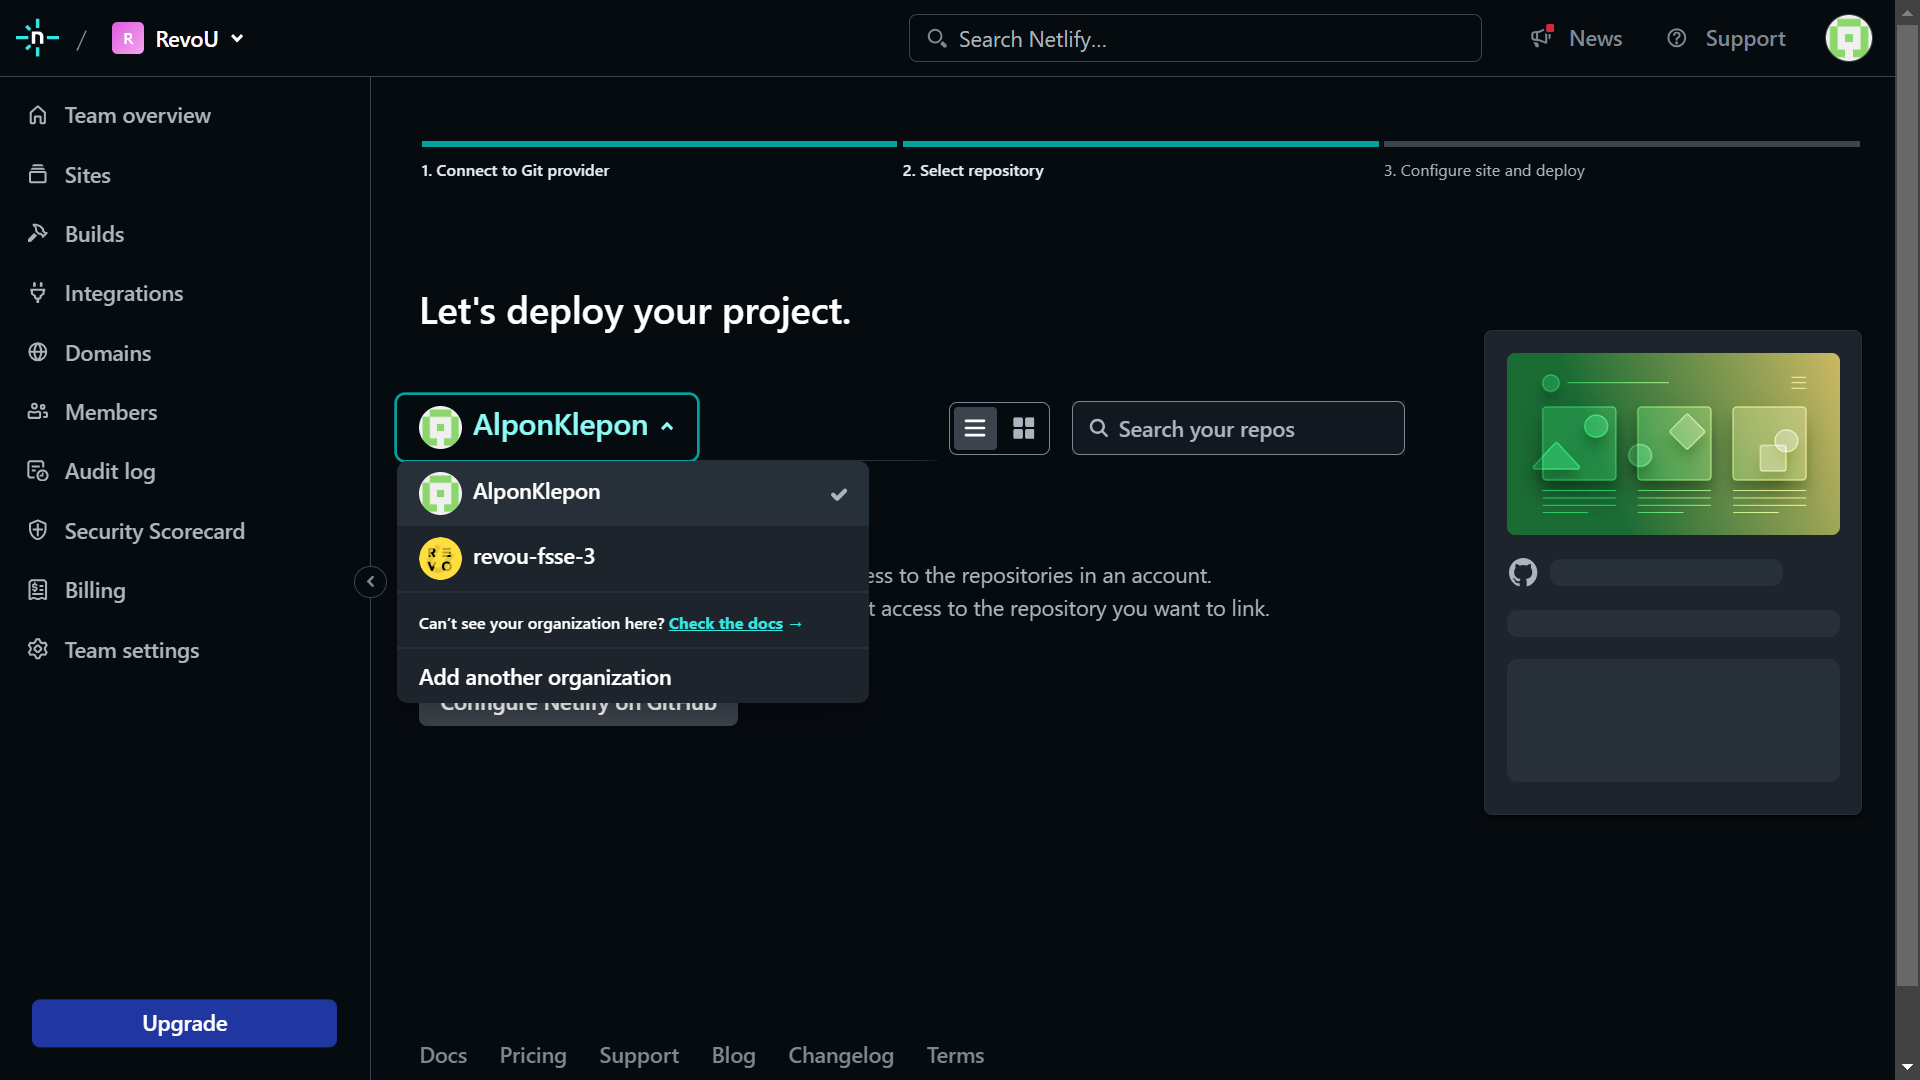 R RevoU
Search Netlify...
News
Support
Team overview
Sites
Builds
Integrations
Domains
Members
Audit log
Security Scorecard
Billing
Team settings
Upgrade
1. Connect to Git provider
2. Select repository
3. Configure site and deploy
Let's deploy your project.
AlponKlepon
Search your repos
AlponKlepon
revou-fsse-3
Can't see your organization here? Check the docs →
Add another organization
to the repositories in an account.
access to the repository you want to link.
Configure Netlify on GitHub
Docs Pricing Support Blog Changelog Terms